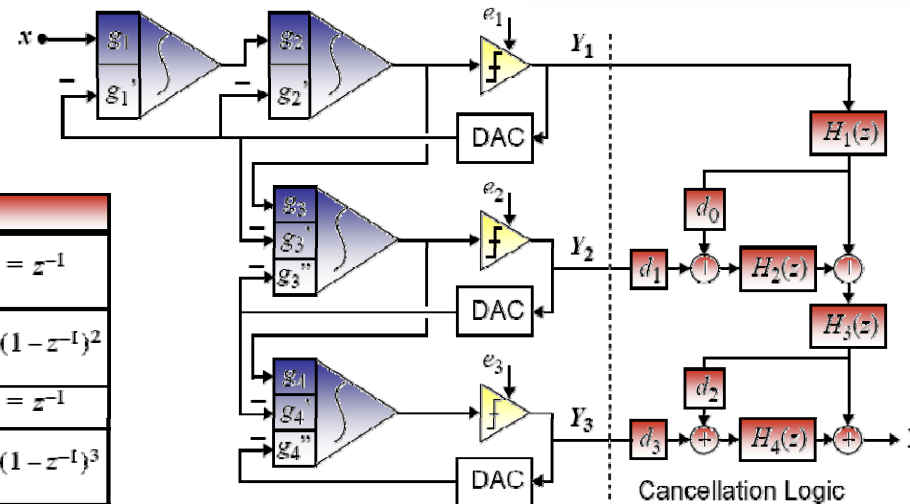 x
g₁
g₁'
g₂
g₂'
e₁
Y₁
DAC
H₁(z)
= z⁻¹
(1 – z⁻¹)²
= z⁻¹
(1 – z⁻¹)³
g₃
g₃'
g₃''
e₂
Y₂
DAC
d₀
d₁
H₂(z)
H₃(z)
g₄
g₄'
g₄''
e₃
Y₃
DAC
d₂
d₃
H₄(z)
Cancellation Logic